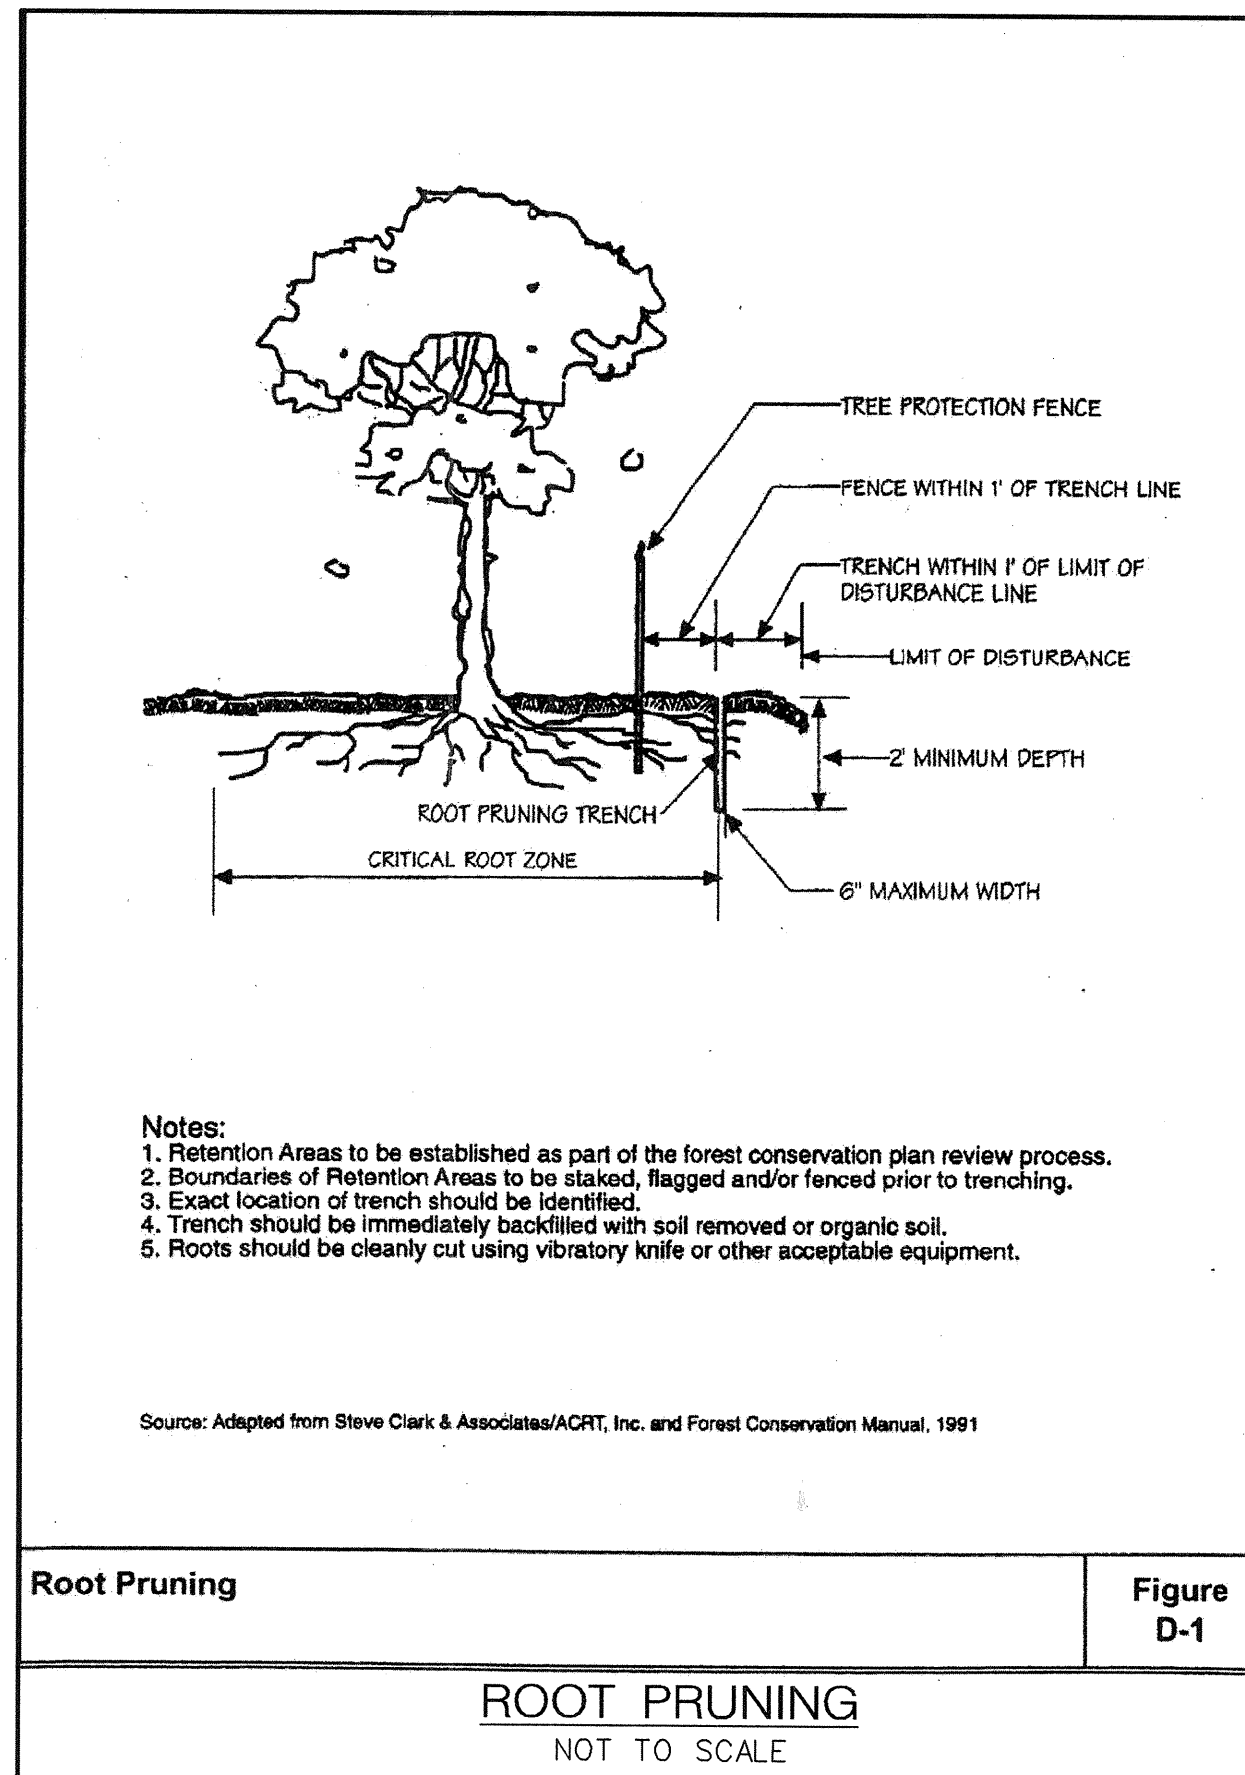 TREE PROTECTION FENCE
FENCE WITHIN 1' OF TRENCH LINE
TRENCH WITHIN 1' OF LIMIT OF
DISTURBANCE LINE
LIMIT OF DISTURBANCE
2' MINIMUM DEPTH
ROOT PRUNING TRENCH
CRITICAL ROOT ZONE
6" MAXIMUM WIDTH
Notes:
1. Retention Areas to be established as part of the forest conservation plan review process.
2. Boundaries of Retention Areas to be staked, flagged and/or fenced prior to trenching.
3. Exact location of trench should be identified.
4. Trench should be immediately backfilled with soil removed or organic soil.
5. Roots should be cleanly cut using vibratory knife or other acceptable equipment.
Source: Adapted from Steve Clark & Associates/ACRT, Inc. and Forest Conservation Manual, 1991
Root Pruning
Figure
D-1
ROOT PRUNING
NOT TO SCALE